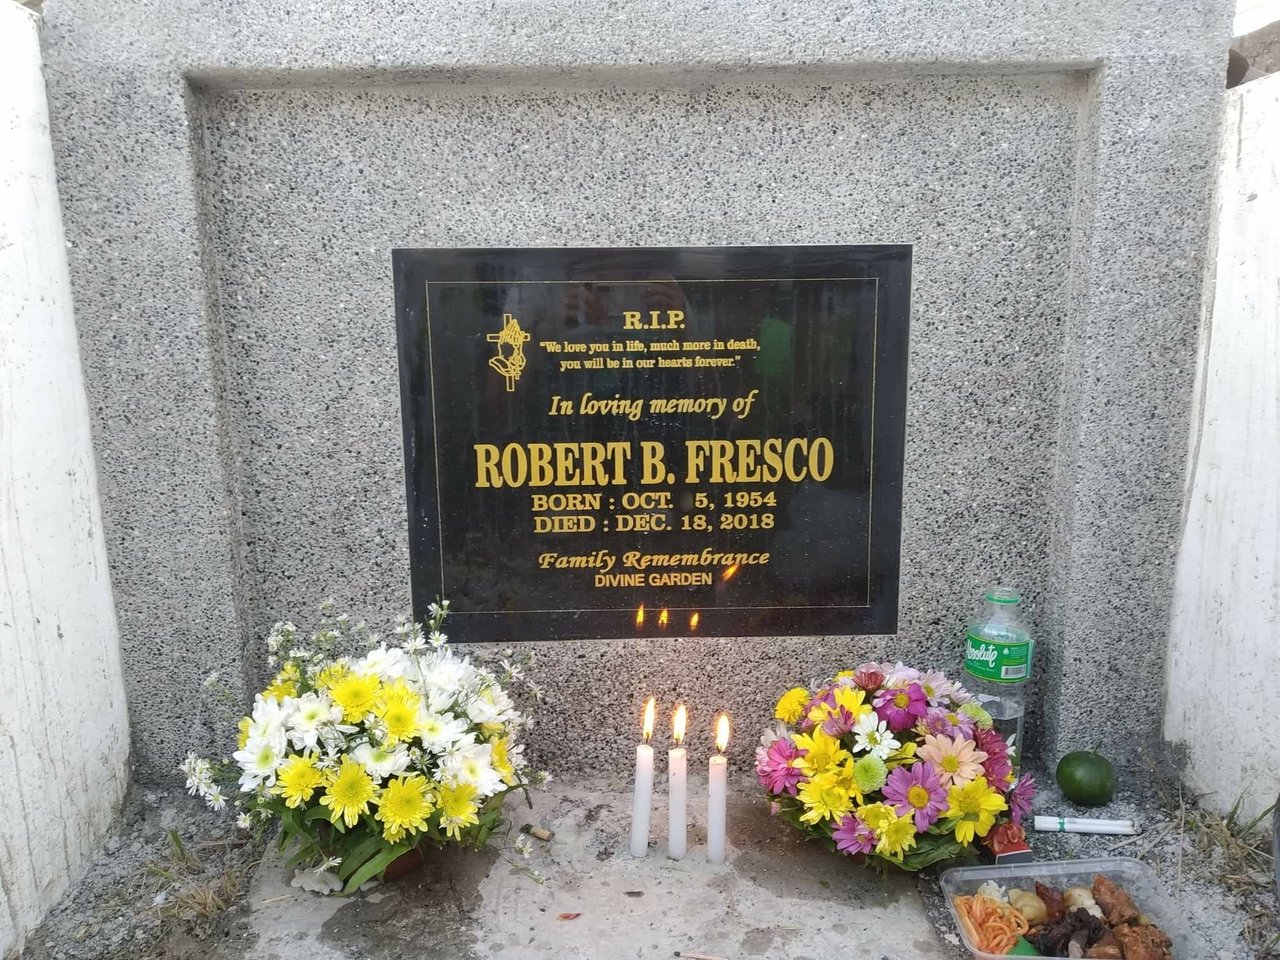 R.I.P.
"We love you in life, much more in death,
you will be in our hearts forever."
In loving memory of
ROBERT B. FRESCO
BORN : OCT. 5, 1954
DIED : DEC. 18, 2018
Family Remembrance
DIVINE GARDEN
Absolute